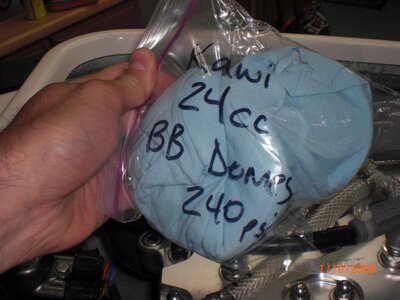 Kawi
24cc
BB Domes
240 psi